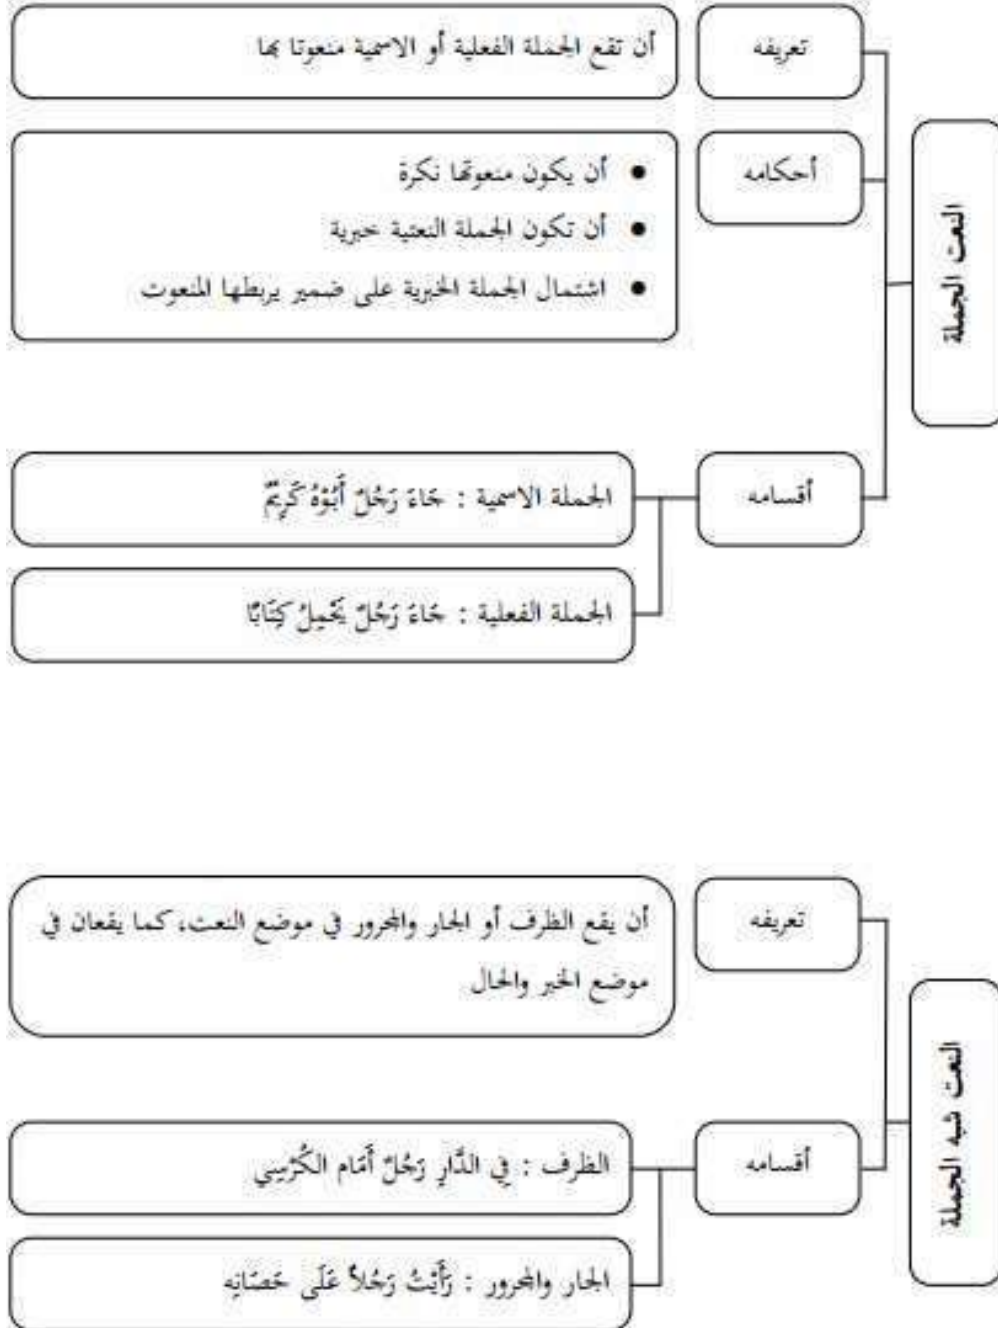 النعت الجملة
تعريفه
أن تقع الجملة الفعلية أو الاسمية منعوتا بها
أحكامه
● أن يكون منعوتها نكرة
● أن تكون الجملة النعتية خبرية
● اشتمال الجملة الخبرية على ضمير يربطها المنعوت
أقسامه
الجملة الاسمية : جَاءَ رَجُلٌ أَبُوْهُ كَرِيْمٌ
الجملة الفعلية : جَاءَ رَجُلٌ يَحْمِلُ كِتَابًا
النعت شبه الجملة
تعريفه
أن يقع الظرف أو الجار والمجرور في موضع النعت، كما يقعان في
موضع الخبر والحال
أقسامه
الظرف : فِي الدَّارِ رَجُلٌ أَمَام الكُرْسِي
الجار والمجرور : رَأَيْتُ رَجُلاً عَلَى حَصَانِه